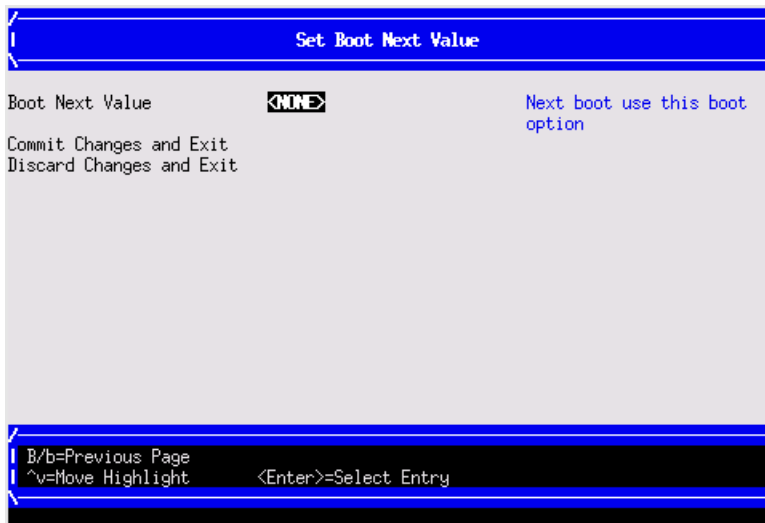 Set Boot Next Value
Boot Next Value <NONE> Next boot use this boot
option
Commit Changes and Exit
Discard Changes and Exit
B/b=Previous Page
^v=Move Highlight <Enter>=Select Entry